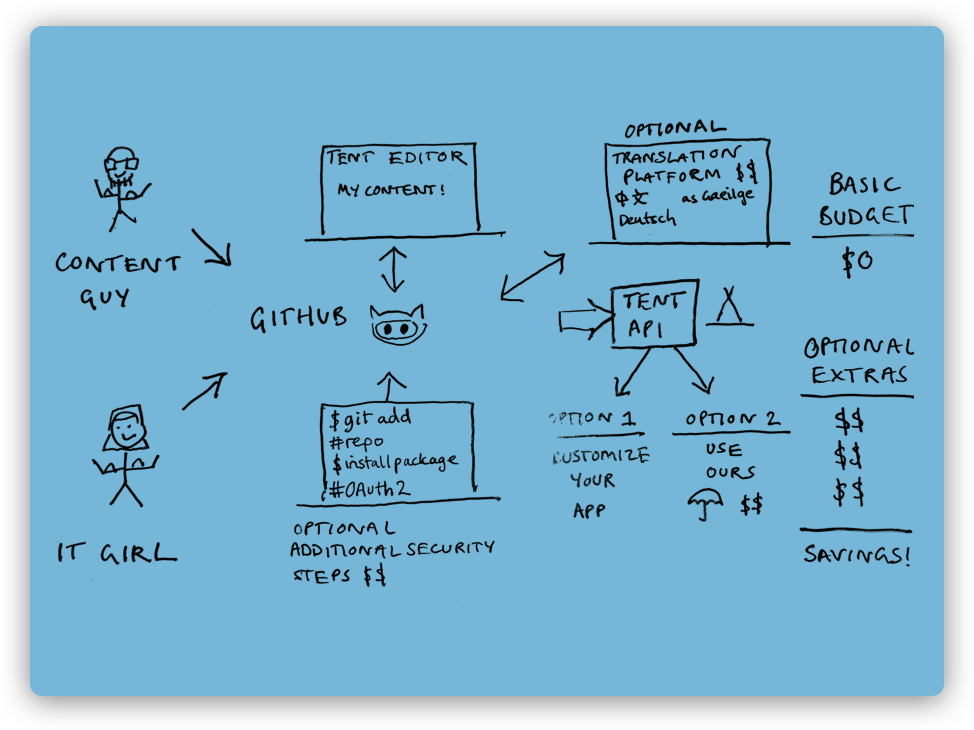 CONTENT
GUY
IT GIRL
TENT EDITOR
MY CONTENT!
GITHUB
$ git add
#repo
$ install package
#OAuth2
OPTIONAL
ADDITIONAL SECURITY
STEPS $$
OPTIONAL
TRANSLATION
PLATFORM $$
中文 as Gaeilge
Deutsch
TENT
API
OPTION 1
CUSTOMIZE
YOUR
APP
OPTION 2
USE
OURS
$$
BASIC
BUDGET
$0
OPTIONAL
EXTRAS
$$
$$
$$
SAVINGS!